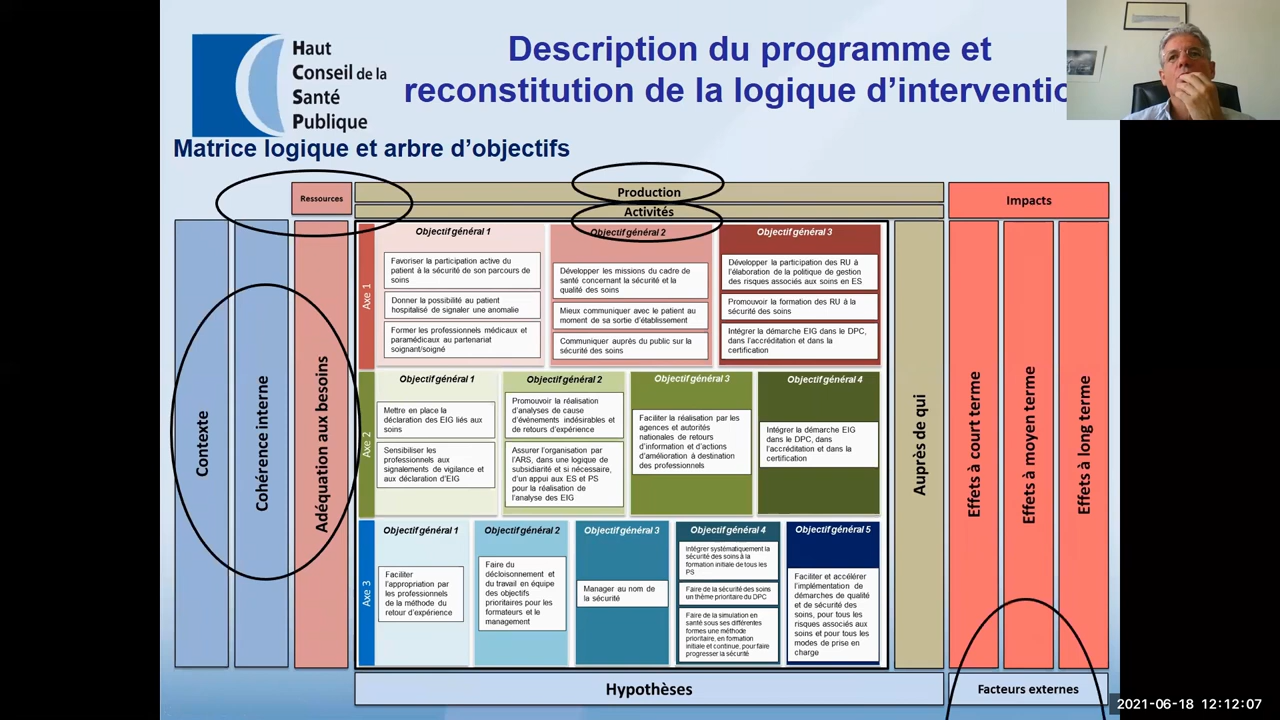 Haut
Conseil de la
Santé
Publique
Description du programme et
reconstitution de la logique d'interventio
Matrice logique et arbre d'objectifs
Ressources
Production
Activités
Impacts
Contexte
Cohérence interne
Adéquation aux besoins
Axe 1
Objectif général 1
Favoriser la participation active du
patient à la sécurité de son parcours de
soins
Donner la possibilité au patient
hospitalisé de signaler une anomalie
Former les professionnels médicaux et
paramédicaux au partenariat
soignant/soigné
Objectif général 2
Développer les missions du cadre de
santé concernant la sécurité et la
qualité des soins
Mieux communiquer avec le patient au
moment de sa sortie d'établissement
Communiquer auprès du public sur la
sécurité des soins
Objectif général 3
Développer la participation des RU à
l'élaboration de la politique de gestion
des risques associés aux soins en ES
Promouvoir la formation des RU à la
sécurité des soins
Intégrer la démarche EIG dans le DPC,
dans l'accréditation et dans la
certification
Axe 2
Objectif général 1
Mettre en place la
déclaration des EIG liés aux
soins
Sensibiliser les
professionnels aux
signalements de vigilance et
aux déclaration d'EIG
Objectif général 2
Promouvoir la réalisation
d'analyses de cause
d'événements indésirables et
de retours d'expérience
Assurer l'organisation par
l'ARS, dans une logique de
subsidiarité et si nécessaire,
d'un appui aux ES et PS
pour la réalisation de
l'analyse des EIG
Objectif général 3
Faciliter la réalisation par les
agences et autorités
nationales de retours
d'information et d'actions
d'amélioration à destination
des professionnels
Objectif général 4
Intégrer la démarche EIG
dans le DPC, dans
l'accréditation et dans la
certification
Axe 3
Objectif général 1
Faciliter
l'appropriation par
les professionnels
de la méthode du
retour d'expérience
Objectif général 2
Faire du
décloisonnement et
du travail en équipe
des objectifs
prioritaires pour les
formateurs et le
management
Objectif général 3
Manager au nom de
la sécurité
Objectif général 4
Intégrer systématiquement la
sécurité des soins à la
formation initiale de tous les
PS
Faire de la sécurité des soins
un thème prioritaire du DPC
Faire de la simulation en
santé sous ses différentes
formes une méthode
prioritaire, en formation
initiale et continue, pour faire
progresser la sécurité
Objectif général 5
Faciliter et accélérer
l'implémentation de
démarches de qualité
et de sécurité des
soins, pour tous les
risques associés aux
soins et pour tous les
modes de prise en
charge
Auprès de qui
Effets à court terme
Effets à moyen terme
Effets à long terme
Hypothèses
Facteurs externes
2021-06-18 12:12:07